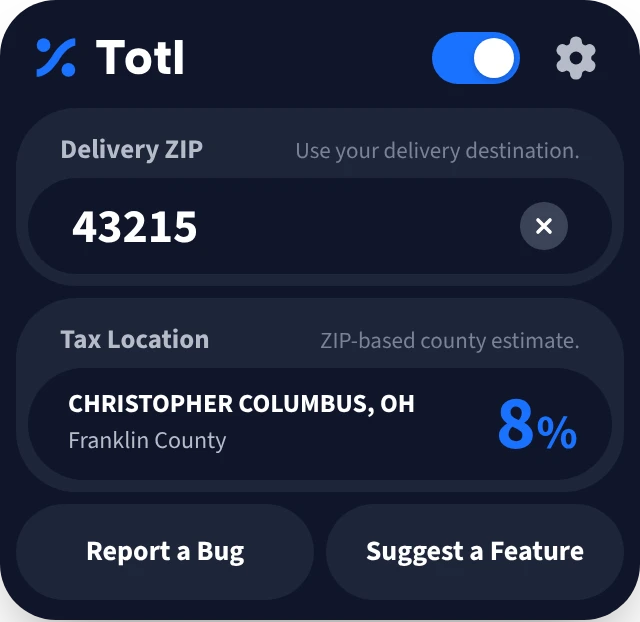 Totl
Delivery ZIP Use your delivery destination.
43215
Tax Location ZIP-based county estimate.
CHRISTOPHER COLUMBUS, OH
Franklin County
8%
Report a Bug Suggest a Feature